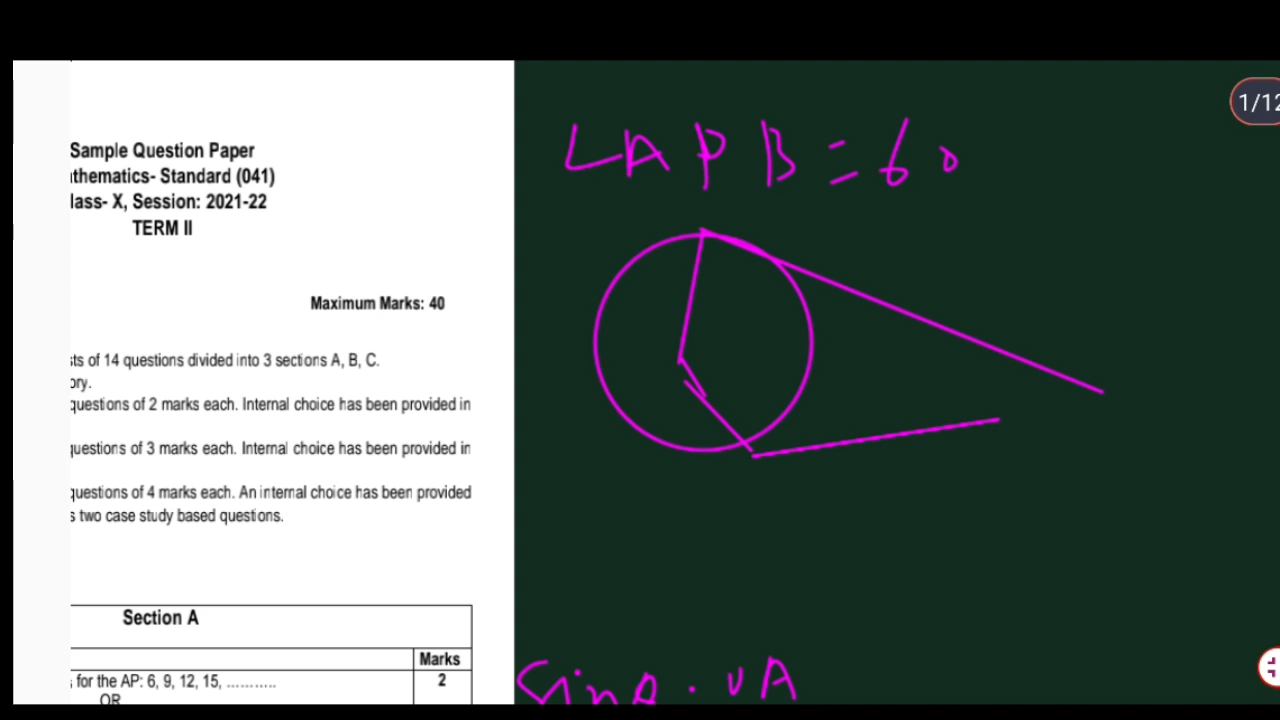 Sample Question Paper
thematics- Standard (041)
lass- X, Session: 2021-22
TERM II
Maximum Marks: 40
sts of 14 questions divided into 3 sections A, B, C.
ory.
questions of 2 marks each. Internal choice has been provided in
questions of 3 marks each. Internal choice has been provided in
questions of 4 marks each. An internal choice has been provided
s two case study based questions.
Section A
Marks
for the AP: 6, 9, 12, 15, ………..
2
OR
∠APB = 60
1/12